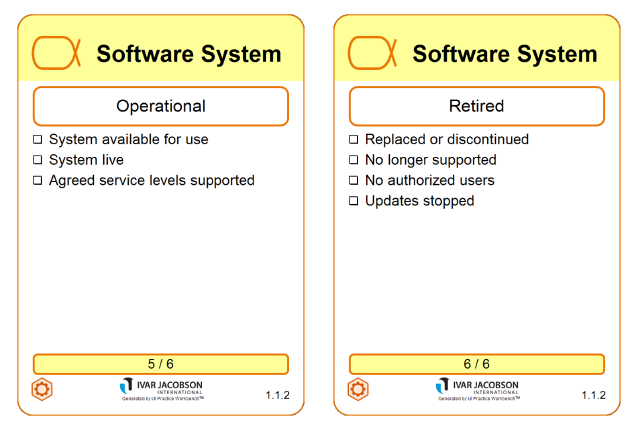 Software System
Operational
System available for use
System live
Agreed service levels supported
5 / 6
IVAR JACOBSON
INTERNATIONAL
Generated by IJI Practice Workbench™
1.1.2
Software System
Retired
Replaced or discontinued
No longer supported
No authorized users
Updates stopped
6 / 6
IVAR JACOBSON
INTERNATIONAL
Generated by IJI Practice Workbench™
1.1.2